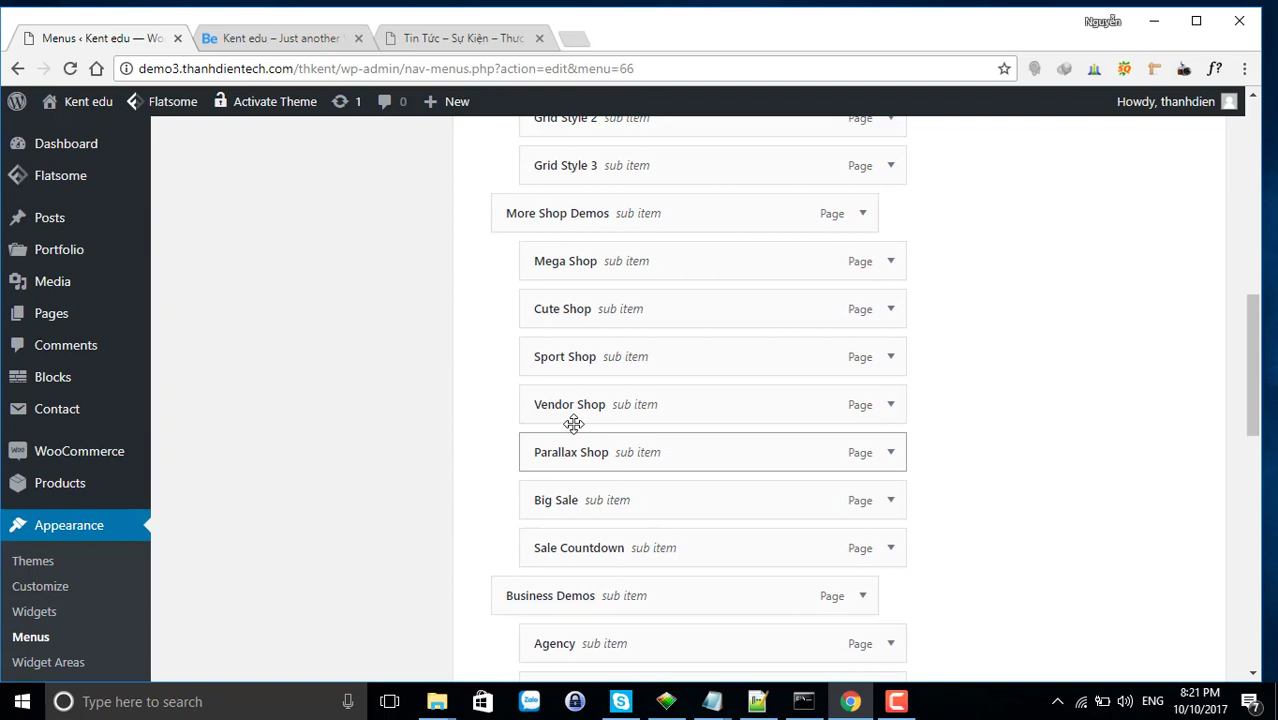 Nguyễn
Menus ‹ Kent edu — Wo
Be Kent edu – Just another
Tin Tức – Sự Kiện – Thư
demo3.thanhdientech.com/thkent/wp-admin/nav-menus.php?action=edit&menu=66
Kent edu
Flatsome
Activate Theme
1
0
New
Howdy, thanhdien
Dashboard
Flatsome
Posts
Portfolio
Media
Pages
Comments
Blocks
Contact
WooCommerce
Products
Appearance
Themes
Customize
Widgets
Menus
Widget Areas
Grid Style 2 sub item Page
Grid Style 3 sub item Page
More Shop Demos sub item Page
Mega Shop sub item Page
Cute Shop sub item Page
Sport Shop sub item Page
Vendor Shop sub item Page
Parallax Shop sub item Page
Big Sale sub item Page
Sale Countdown sub item Page
Business Demos sub item Page
Agency sub item Page
Type here to search
Zalo
ENG
8:21 PM
10/10/2017
7